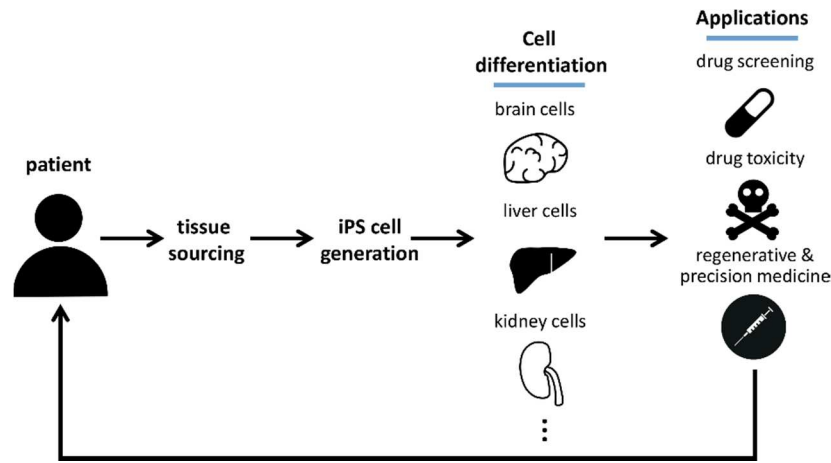 patient
tissue
sourcing
iPS cell
generation
Cell
differentiation
brain cells
liver cells
kidney cells
Applications
drug screening
drug toxicity
regenerative &
precision medicine